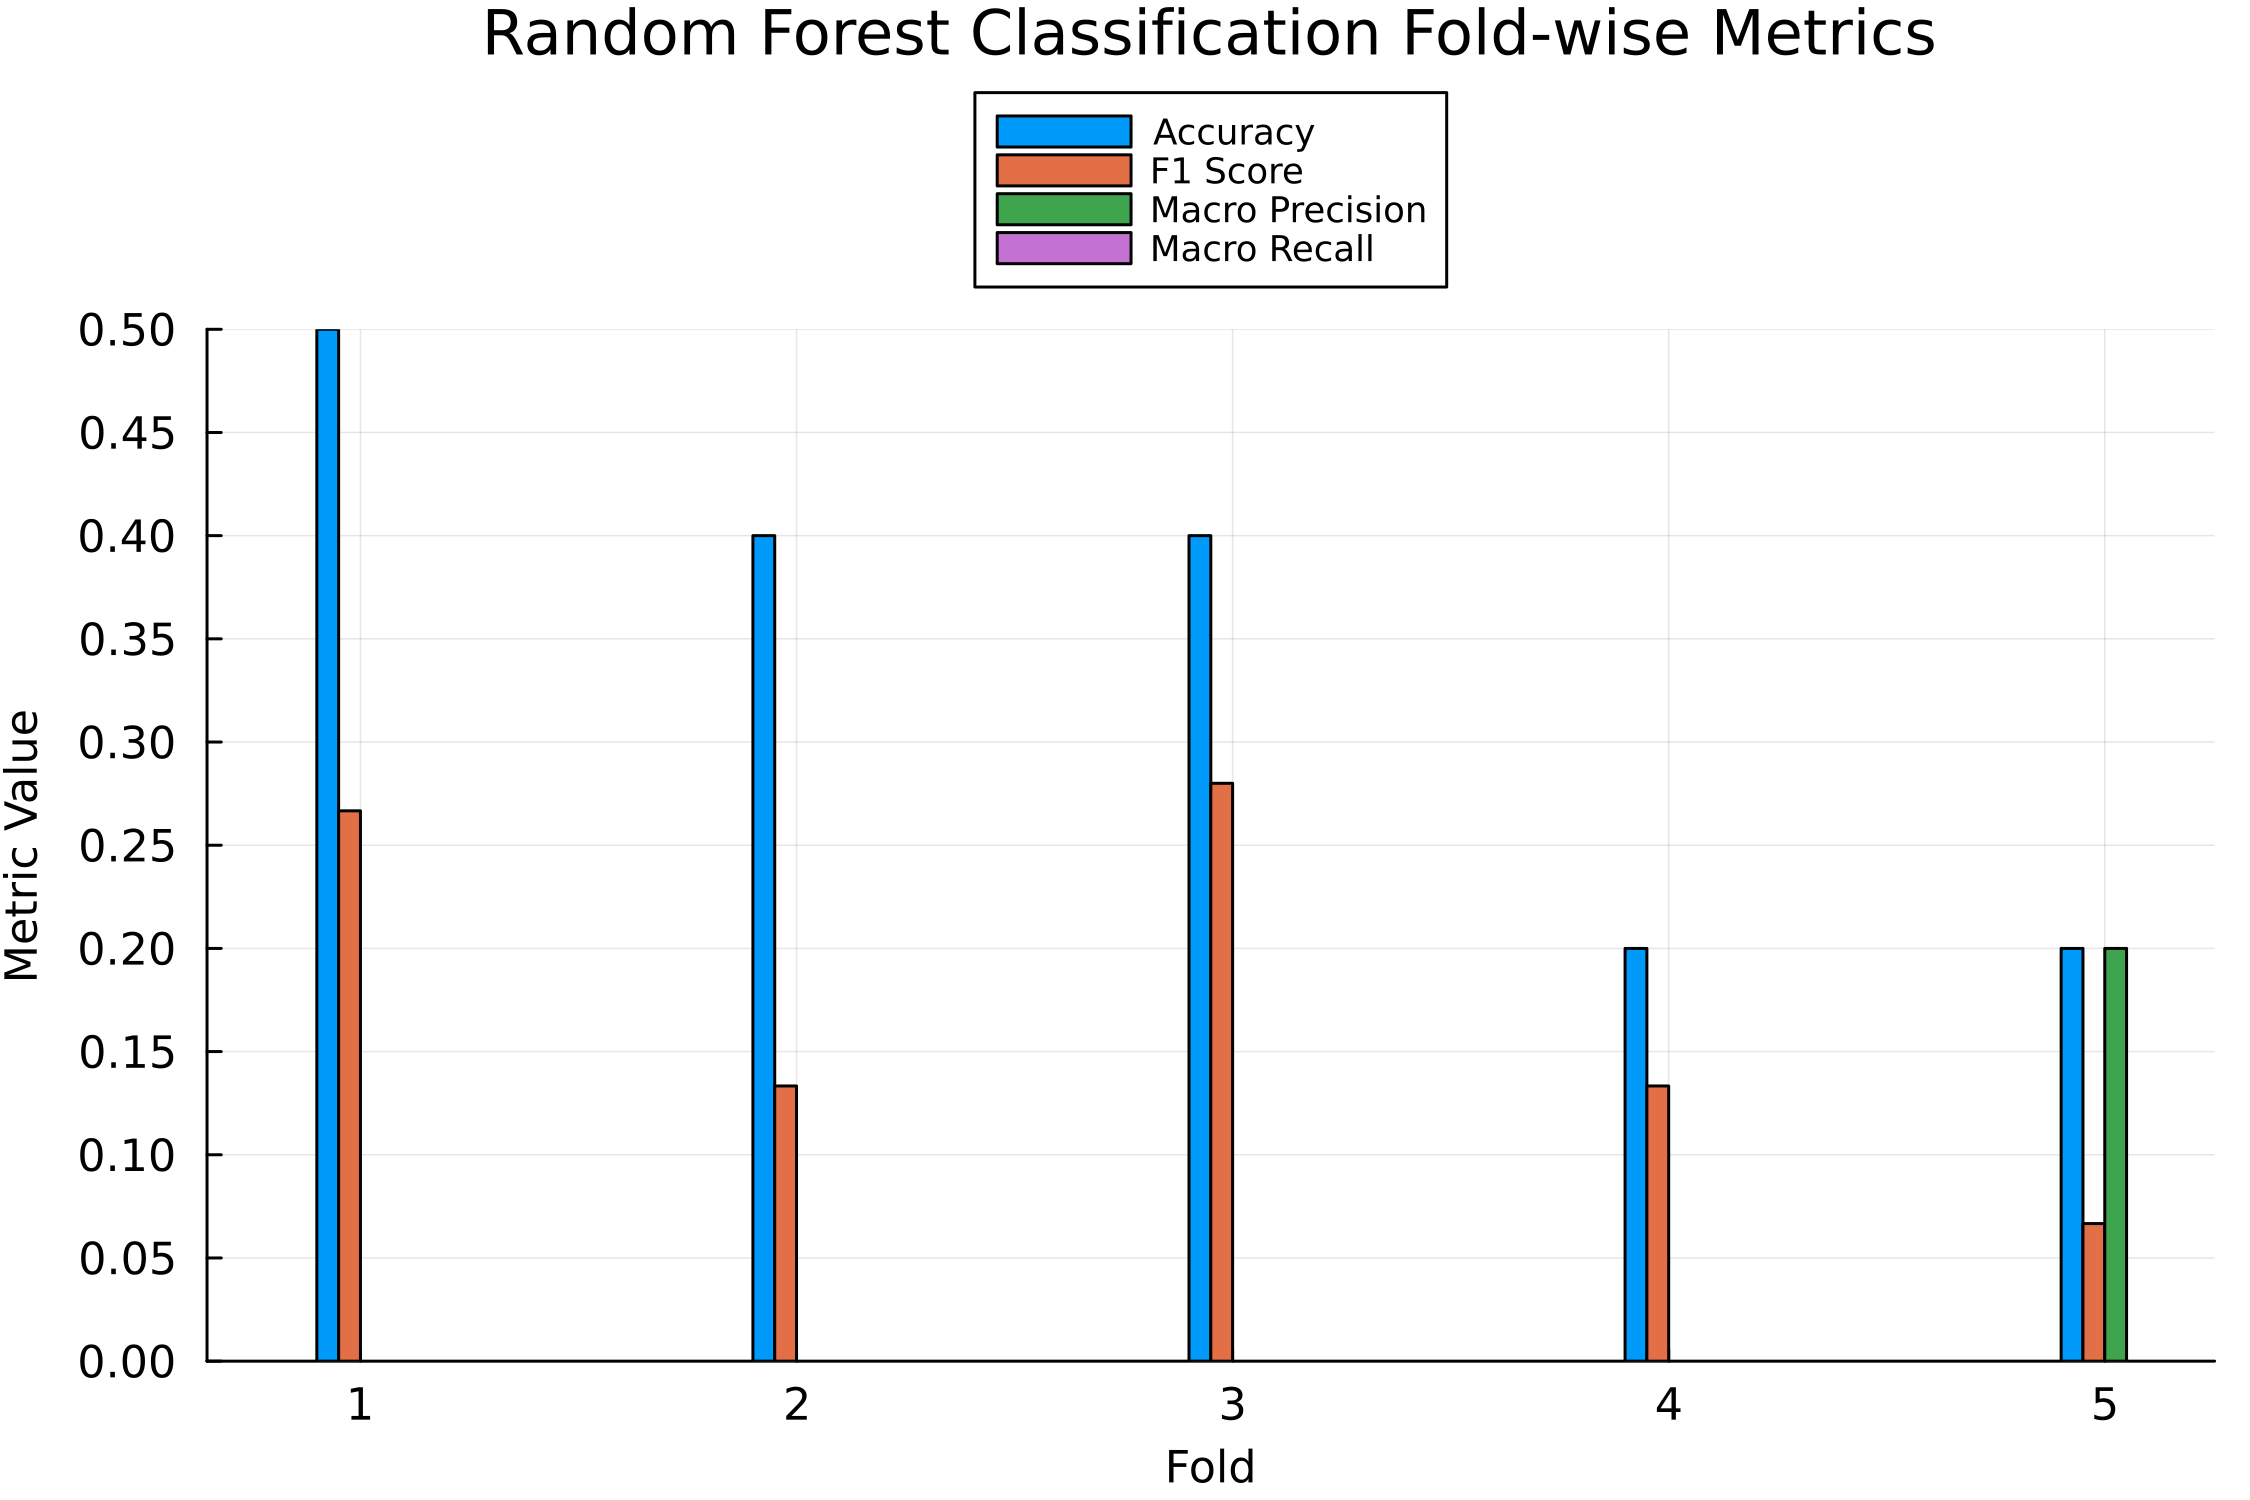 Random Forest Classification Fold-wise Metrics
Accuracy
F1 Score
Macro Precision
Macro Recall
0.50
0.45
0.40
0.35
0.30
0.25
0.20
0.15
0.10
0.05
0.00
Metric Value
1 2 3 4 5
Fold